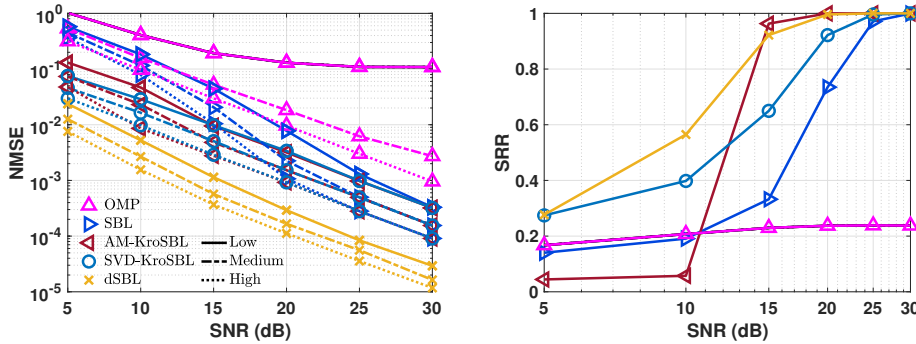 NMSE
10^0
10^-1
10^-2
10^-3
10^-4
10^-5
OMP
SBL
AM-KroSBL
SVD-KroSBL
dSBL
Low
Medium
High
5 10 15 20 25 30
SNR (dB)
SRR
1
0.8
0.6
0.4
0.2
0
5 10 15 20 25 30
SNR (dB)